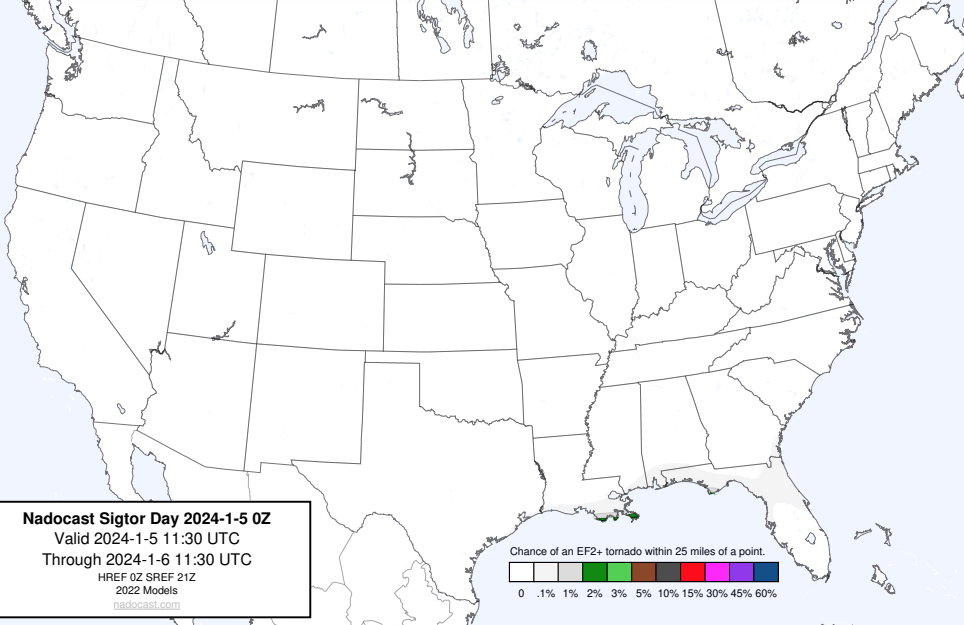 Nadocast Sigtor Day 2024-1-5 0Z
Valid 2024-1-5 11:30 UTC
Through 2024-1-6 11:30 UTC
HREF 0Z SREF 21Z
2022 Models
nadocast.com
Chance of an EF2+ tornado within 25 miles of a point.
0 .1% 1% 2% 3% 5% 10% 15% 30% 45% 60%